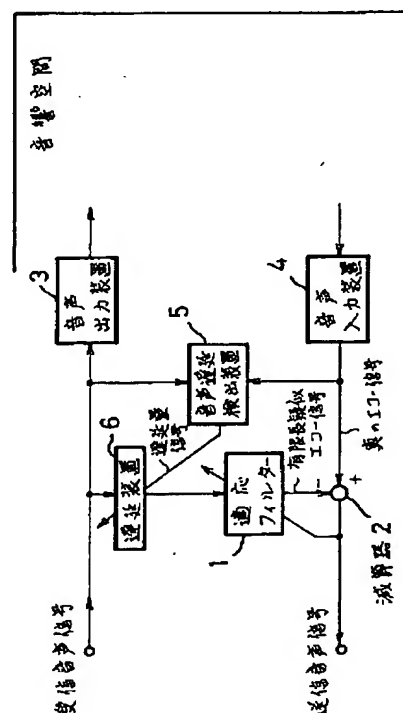 音響空間
3
音声
出力装置
4
音声
入力装置
5
音声遅延
検出装置
6
遅延装置
遅延量
信号
1
適応
フィルター
有限長疑似
エコー信号
真のエコー信号
-
+
減算器 2
受信音声信号
送信音声信号